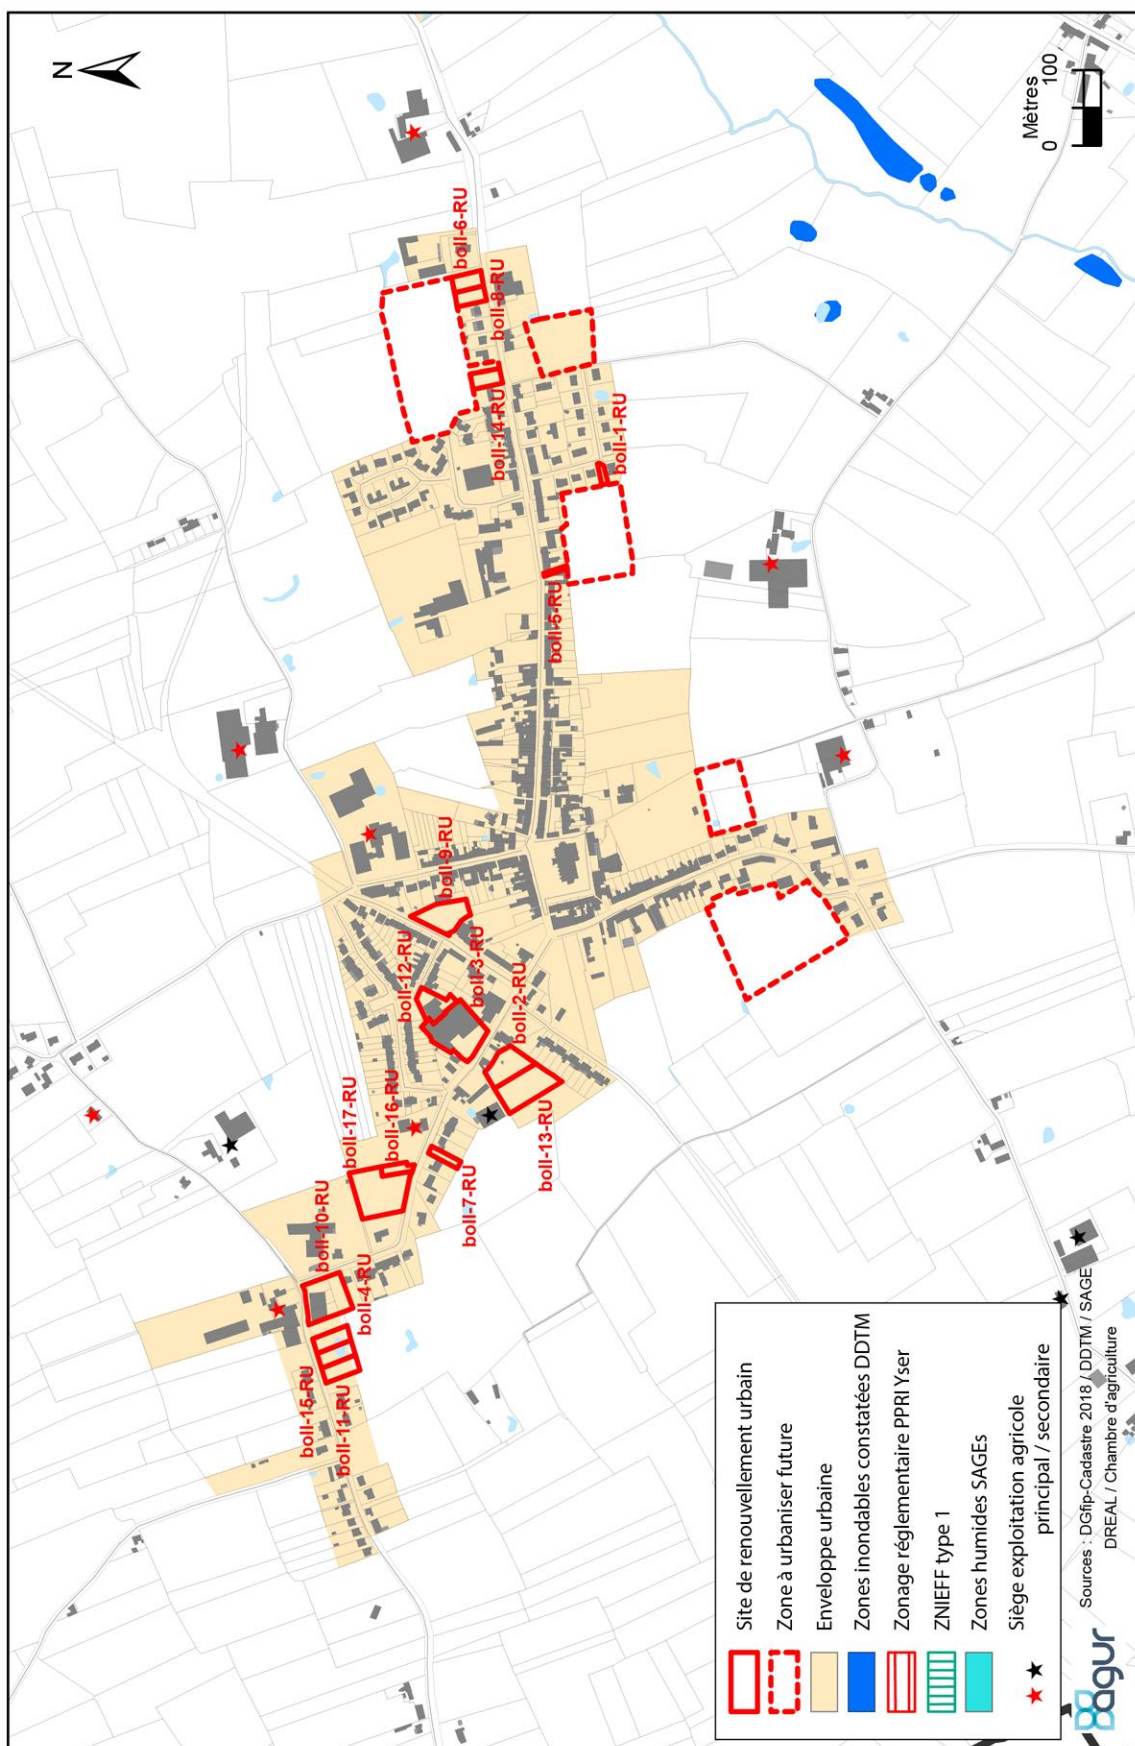 N
Mètres
0 100
boll-6-RU
boll-8-RU
boll-14-RU
boll-1-RU
boll-5-RU
boll-9-RU
boll-12-RU
boll-3-RU
boll-2-RU
boll-17-RU
boll-16-RU
boll-13-RU
boll-7-RU
boll-10-RU
boll-4-RU
boll-15-RU
boll-11-RU
Site de renouvellement urbain
Zone à urbaniser future
Enveloppe urbaine
Zones inondables constatées DDTM
Zonage réglementaire PPRI Yser
ZNIEFF type 1
Zones humides SAGEs
Siège exploitation agricole
principal / secondaire
agur
Sources : DGfip-Cadastre 2018 / DDTM / SAGE
DREAL / Chambre d'agriculture